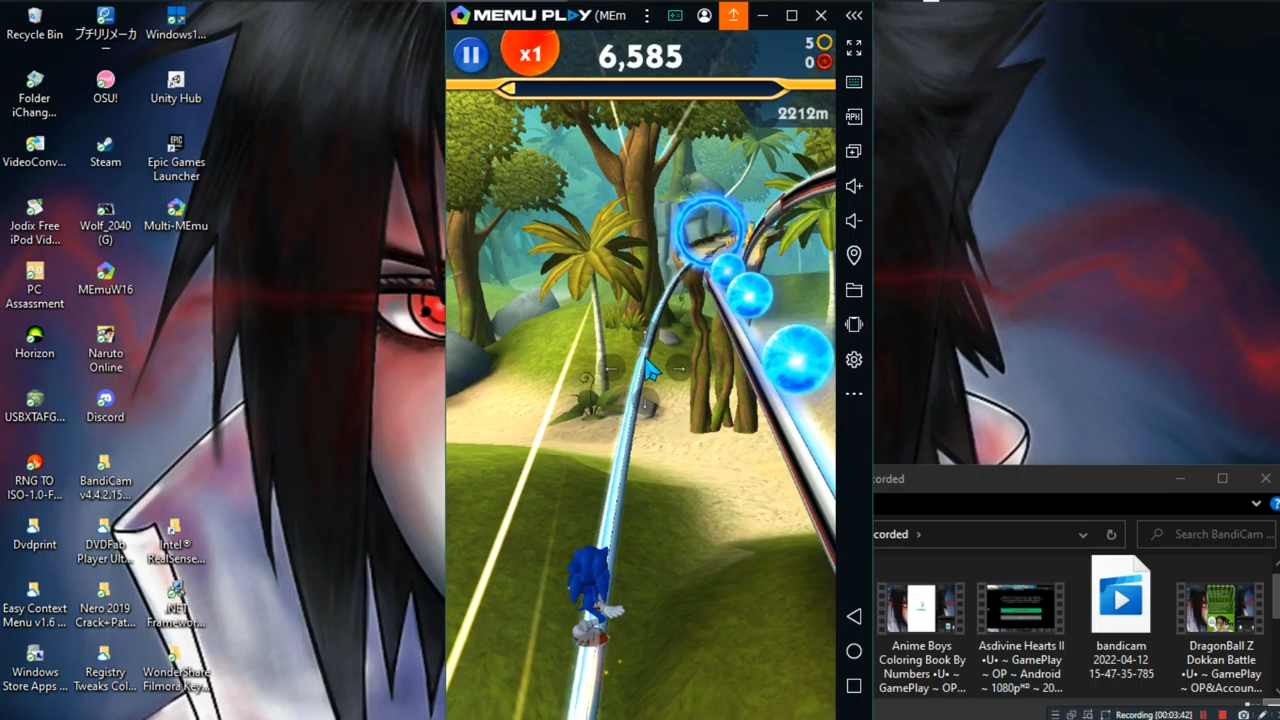 Recycle Bin
プチリリメーカ
ー
Windows1...
Folder
iChang...
OSU!
Unity Hub
VideoConv...
Steam
Epic Games
Launcher
Jodix Free
iPod Vid...
Wolf_2040
(G)
Multi-MEmu
PC
Assassment
MEmuW16
Horizon
Naruto
Online
USBXTAFG...
Discord
RNG TO
ISO-1.0-F...
BandiCam
v4.4.2.15...
Dvdprint
DVDFab
Player Ult...
Intel®
RealSense...
Easy Context
Menu v1.6 ...
Nero 2019
Crack+Pat...
.NET
Framewor...
Windows
Store Apps ...
Registry
Tweaks Col...
WonderShare
Filmora Key...
MEMU PLAY (MEm
x1
6,585
5
0
2212m
APK
corded
corded
Search BandiCam ...
Anime Boys
Coloring Book By
Numbers •U• ~
GamePlay ~ OP...
Asdivine Hearts II
•U• ~ GamePlay
~ OP ~ Android
~ 1080pᴴᴰ ~ 20...
bandicam
2022-04-12
15-47-35-785
DragonBall Z
Dokkan Battle
~ GamePlay
~ OP&Accoun...
Recording [00:03:42]